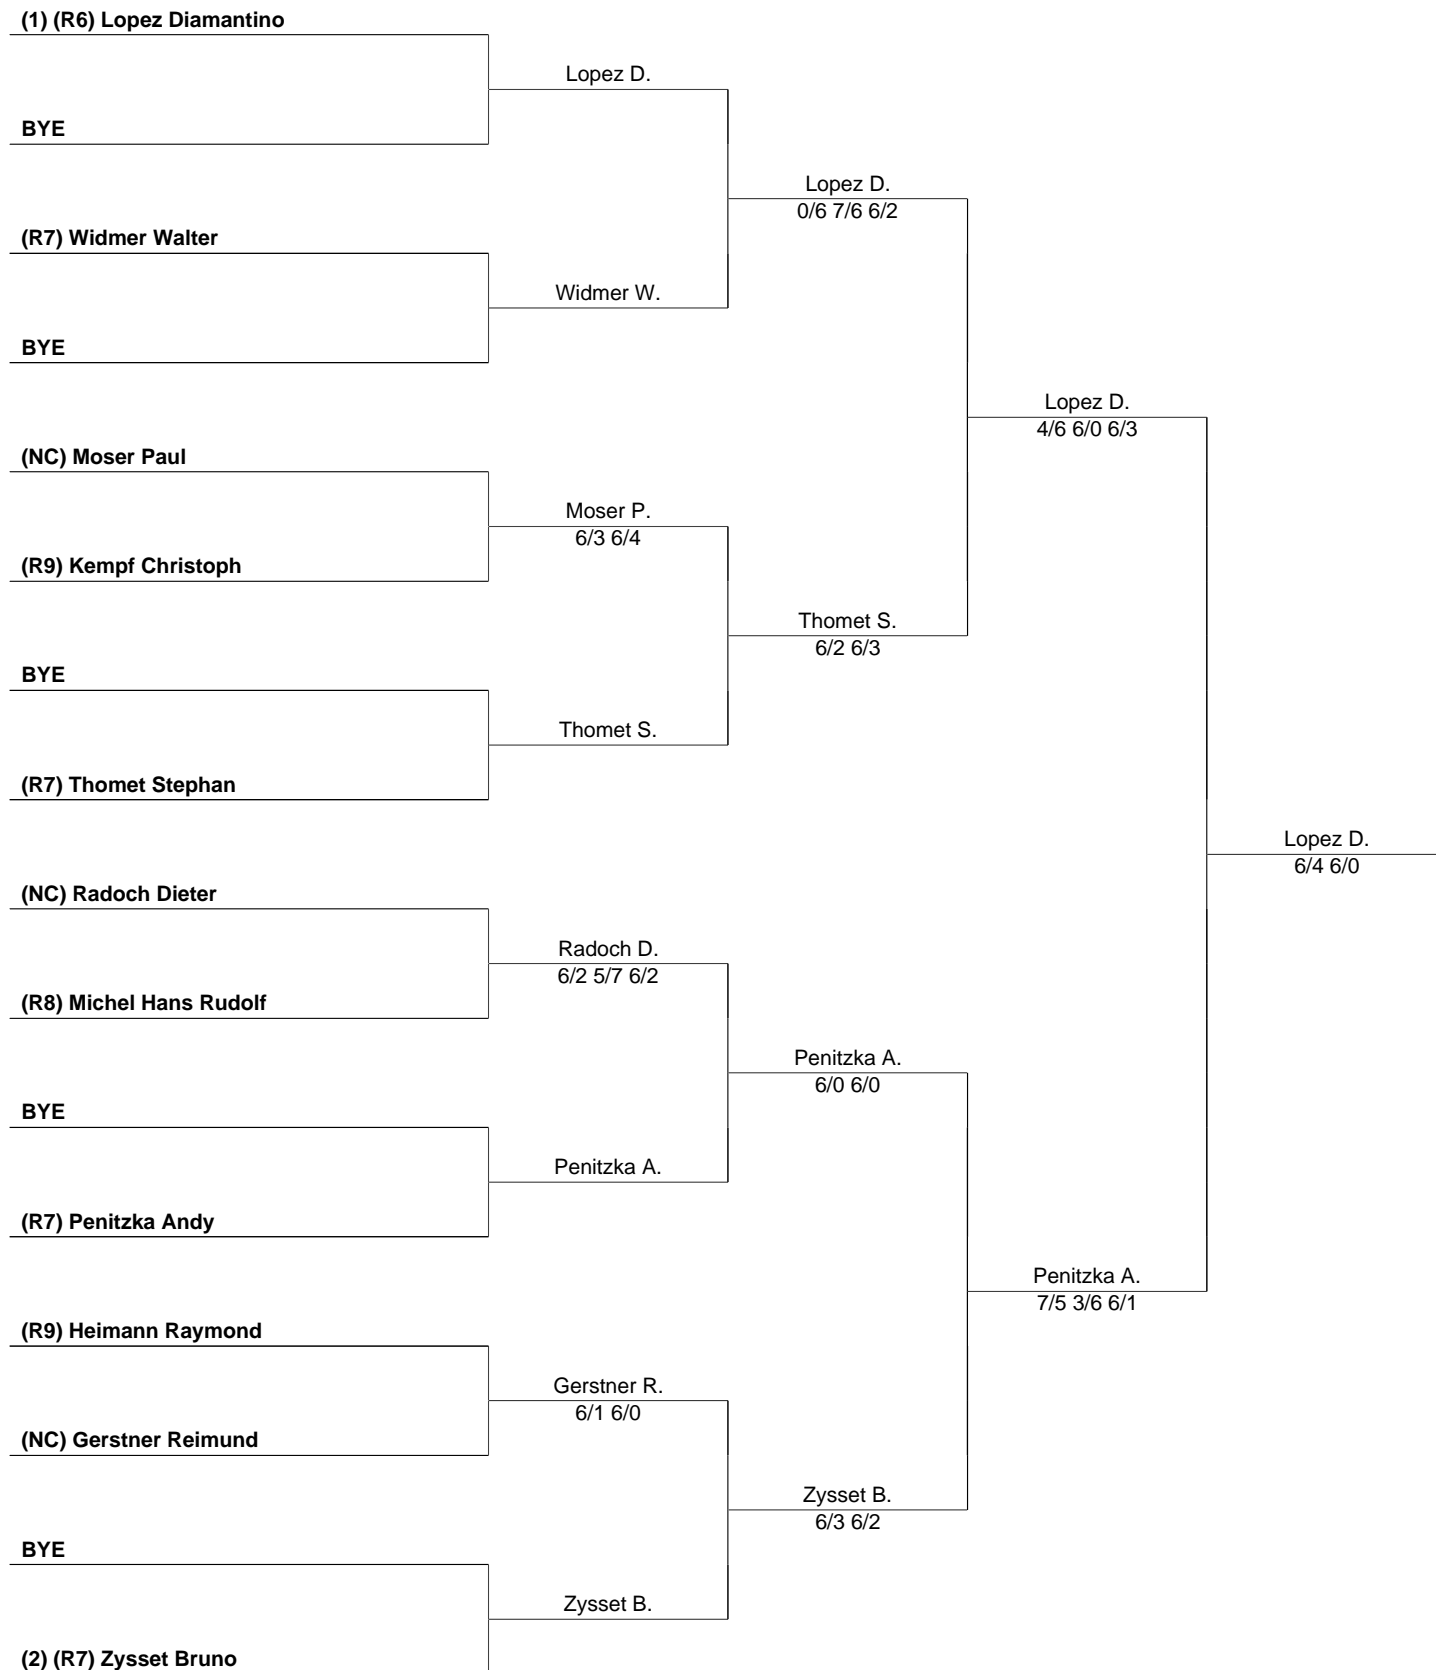 (1) (R6) Lopez Diamantino
Lopez D.
BYE
Lopez D.
0/6 7/6 6/2
(R7) Widmer Walter
Widmer W.
BYE
Lopez D.
4/6 6/0 6/3
(NC) Moser Paul
Moser P.
6/3 6/4
(R9) Kempf Christoph
Thomet S.
6/2 6/3
BYE
Thomet S.
(R7) Thomet Stephan
Lopez D.
6/4 6/0
(NC) Radoch Dieter
Radoch D.
6/2 5/7 6/2
(R8) Michel Hans Rudolf
Penitzka A.
6/0 6/0
BYE
Penitzka A.
(R7) Penitzka Andy
Penitzka A.
7/5 3/6 6/1
(R9) Heimann Raymond
Gerstner R.
6/1 6/0
(NC) Gerstner Reimund
Zysset B.
6/3 6/2
BYE
Zysset B.
(2) (R7) Zysset Bruno